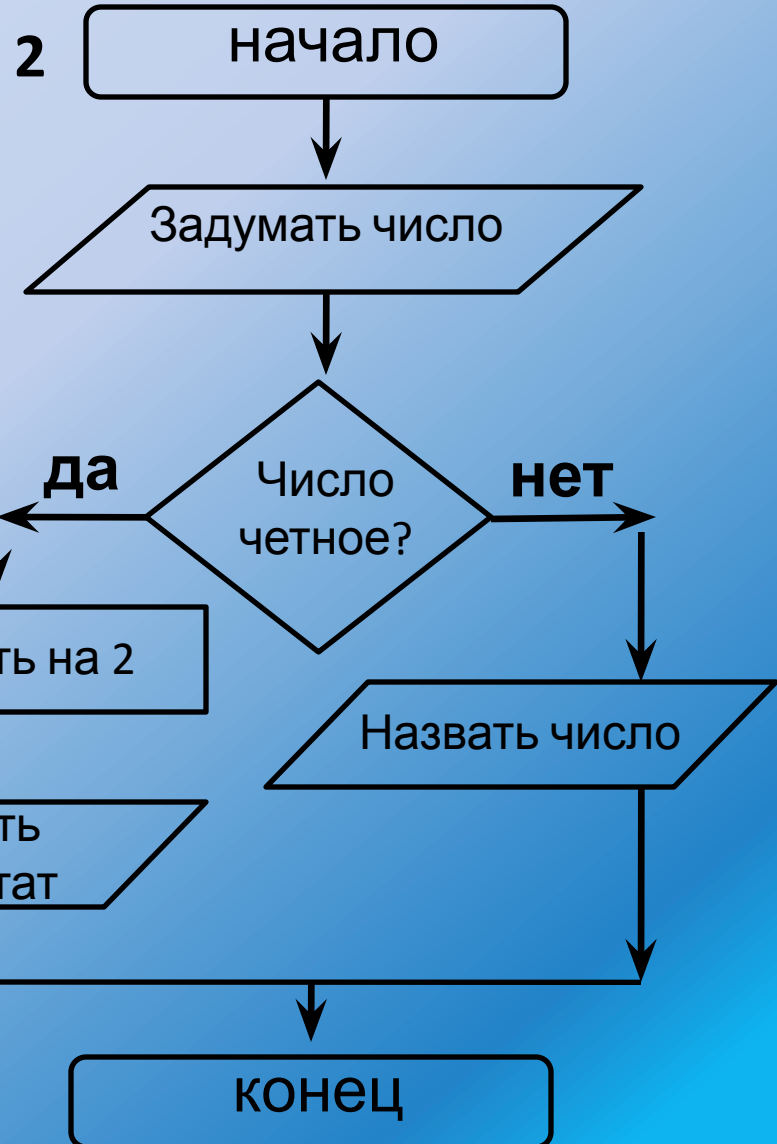 2
начало
Задумать число
да
Число
четное?
нет
на 2
Назвать число
конец